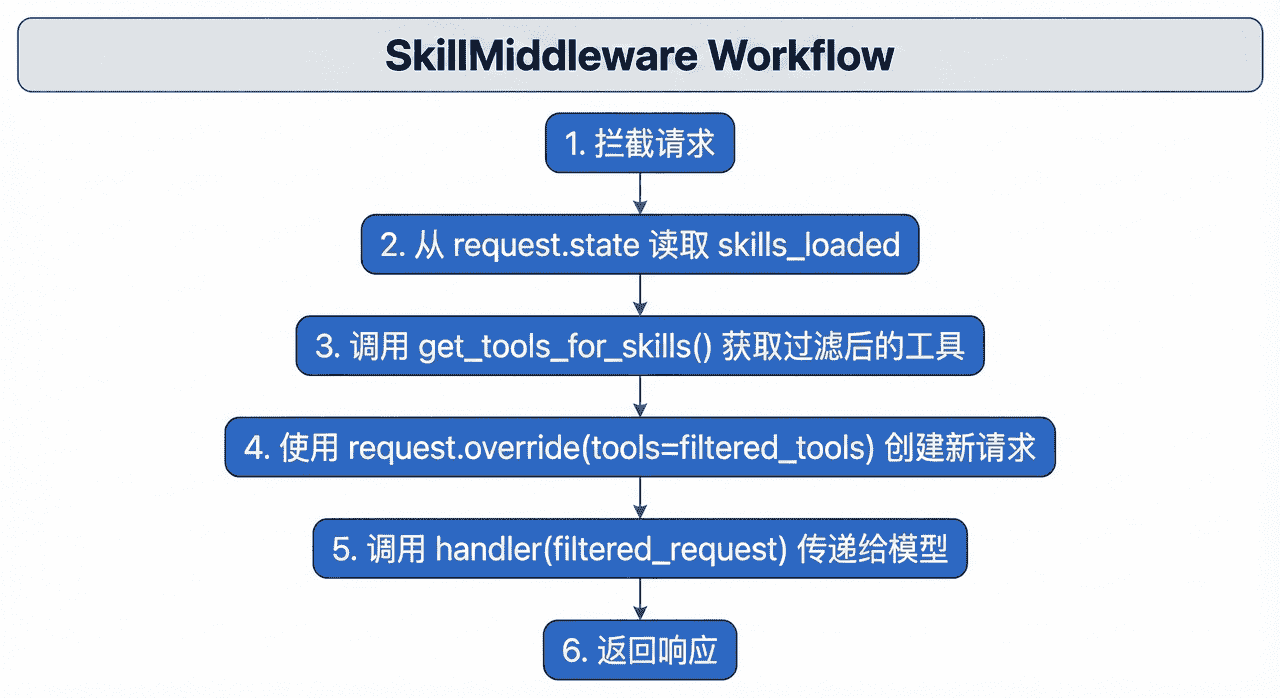 SkillMiddleware Workflow
1. 拦截请求
2. 从 request.state 读取 skills_loaded
3. 调用 get_tools_for_skills() 获取过滤后的工具
4. 使用 request.override(tools=filtered_tools) 创建新请求
5. 调用 handler(filtered_request) 传递给模型
6. 返回响应